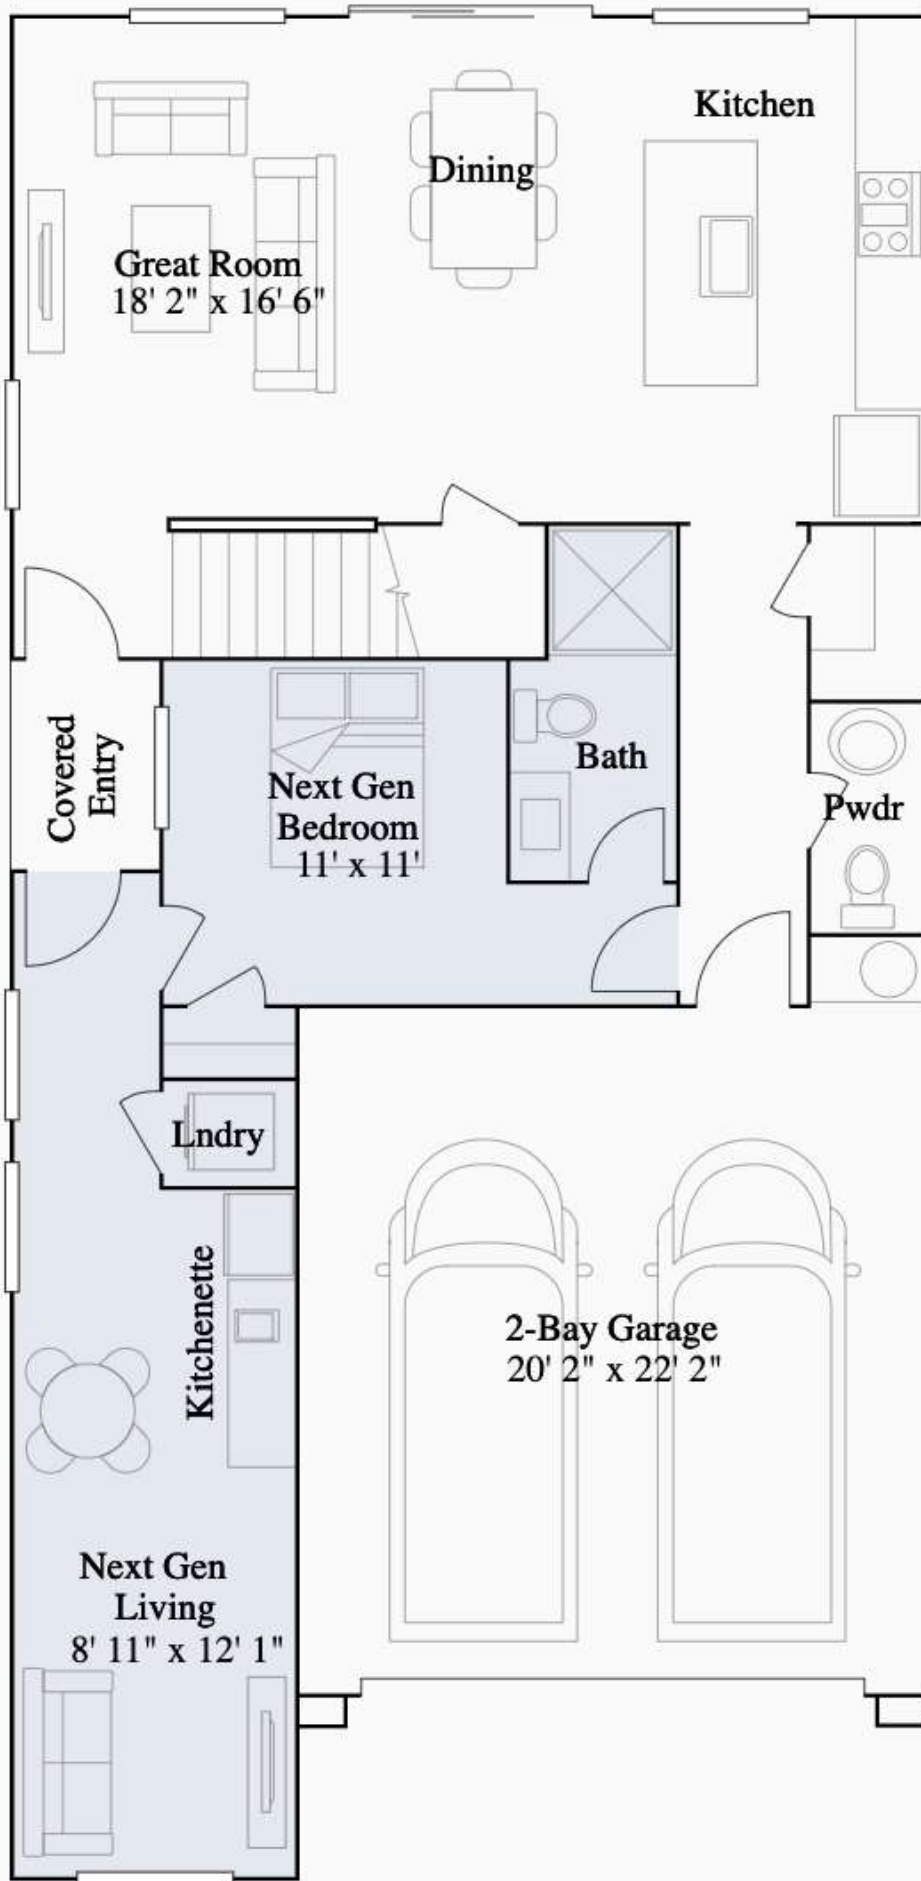 Kitchen
Dining
Great Room
18' 2" x 16' 6"
Covered
Entry
Next Gen
Bedroom
11' x 11'
Bath
Pwdr
Lndry
Kitchenette
2-Bay Garage
20' 2" x 22' 2"
Next Gen
Living
8' 11" x 12' 1"